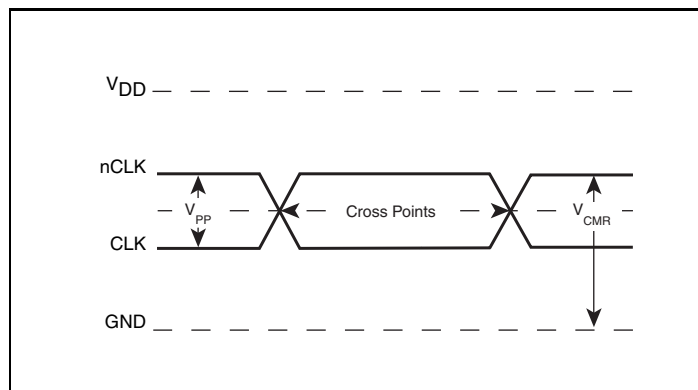 VDD
nCLK
VPP
Cross Points
VCMR
CLK
GND